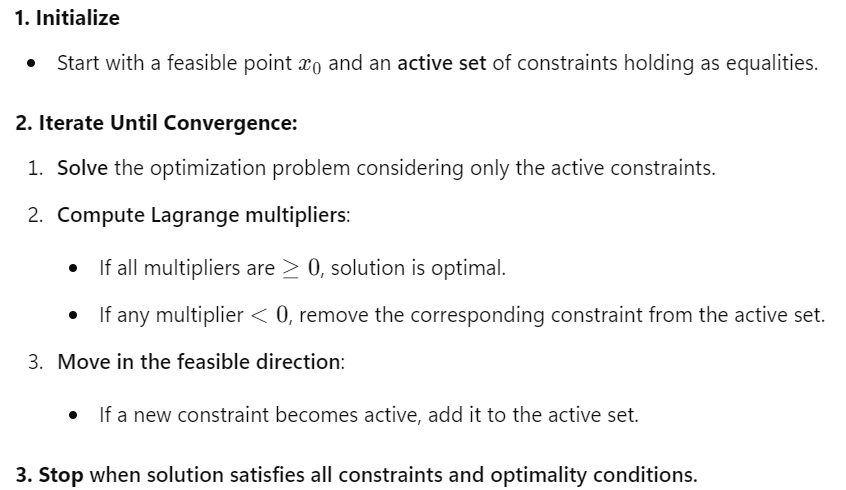 1. Initialize
• Start with a feasible point x₀ and an active set of constraints holding as equalities.
2. Iterate Until Convergence:
1. Solve the optimization problem considering only the active constraints.
2. Compute Lagrange multipliers:
• If all multipliers are ≥ 0, solution is optimal.
• If any multiplier < 0, remove the corresponding constraint from the active set.
3. Move in the feasible direction:
• If a new constraint becomes active, add it to the active set.
3. Stop when solution satisfies all constraints and optimality conditions.